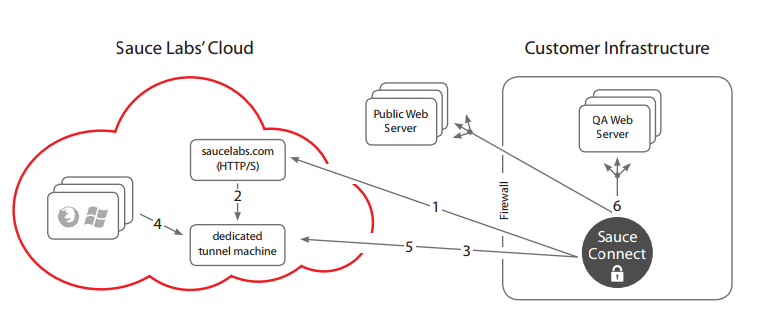 Sauce Labs’ Cloud
Customer Infrastructure
Public Web
Server
QA Web
Server
saucelabs.com
(HTTP/S)
1
2
Firewall
6
4
dedicated
tunnel machine
5
3
Sauce
Connect